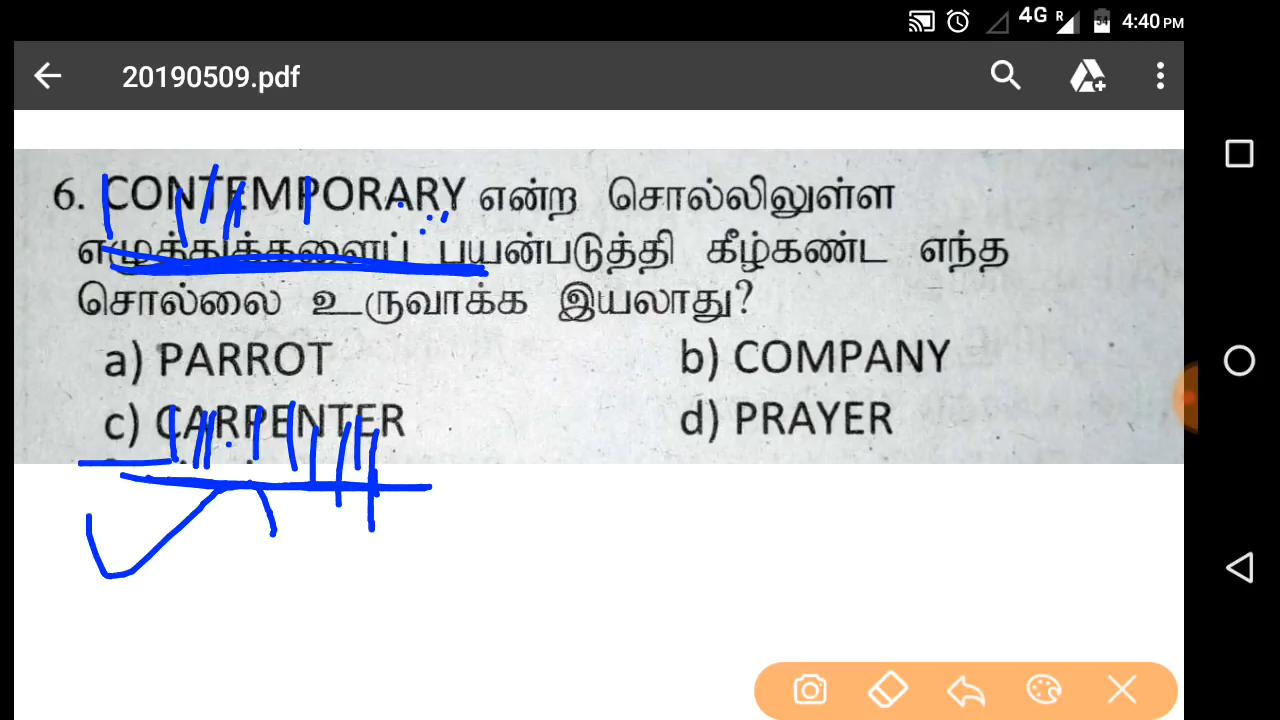 4G R 54 4:40 PM
20190509.pdf
6. CONTEMPORARY என்ற சொல்லிலுள்ள
எழுத்துக்களைப் பயன்படுத்தி கீழ்கண்ட எந்த
சொல்லை உருவாக்க இயலாது?
a) PARROT b) COMPANY
c) CARPENTER d) PRAYER